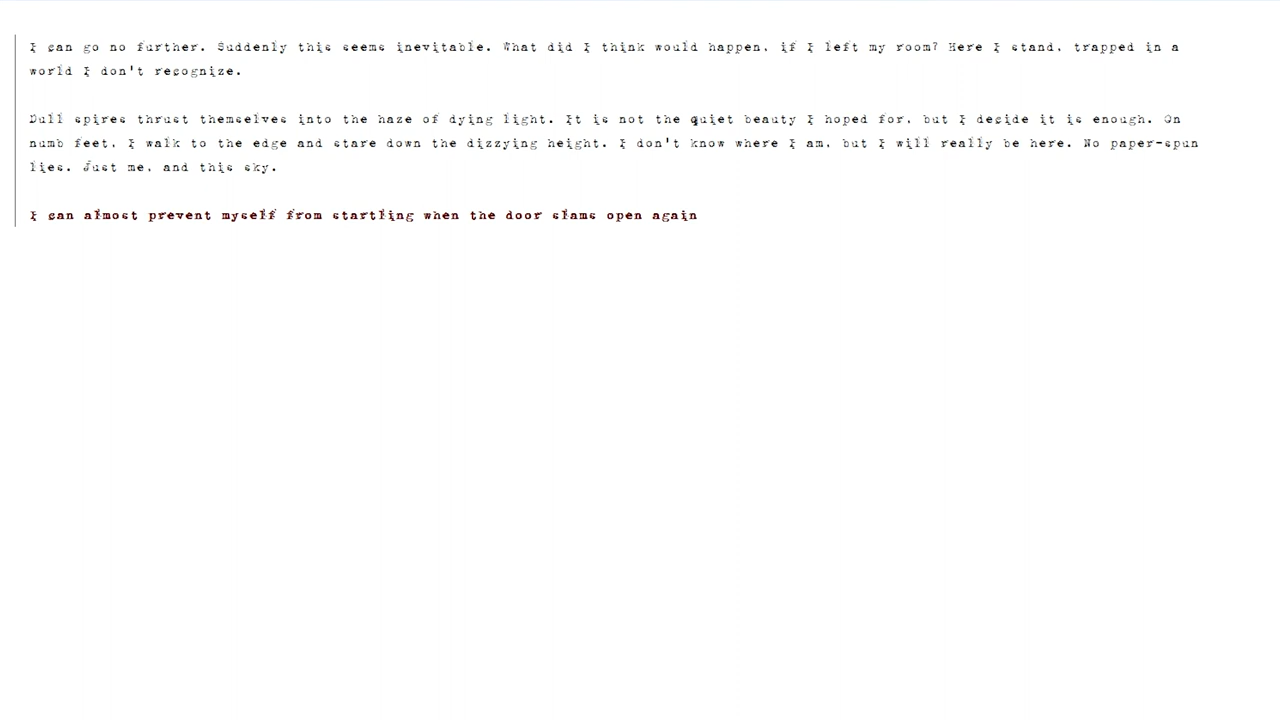 I can go no further. Suddenly this seems inevitable. What did I think would happen, if I left my room? Here I stand, trapped in a
world I don't recognize.
Dull spires thrust themselves into the haze of dying light. It is not the quiet beauty I hoped for, but I decide it is enough. On
numb feet, I walk to the edge and stare down the dizzying height. I don't know where I am, but I will really be here. No paper-spun
lies. Just me, and this sky.
I can almost prevent myself from startling when the door slams open again